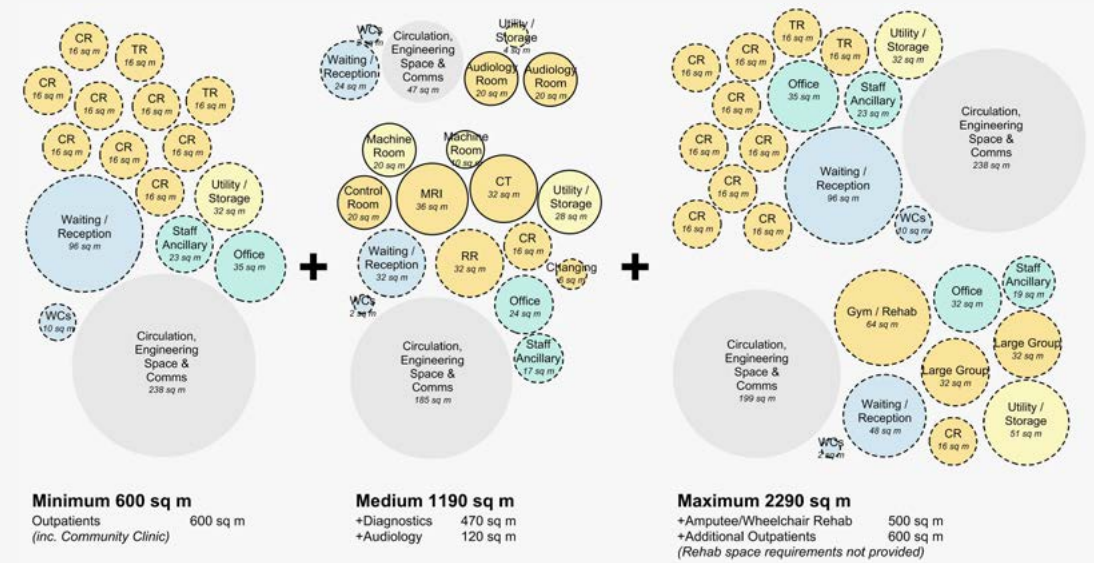 CR
16 sq m
TR
16 sq m
CR
16 sq m
CR
16 sq m
CR
16 sq m
TR
16 sq m
CR
16 sq m
CR
16 sq m
CR
16 sq m
CR
16 sq m
Utility /
Storage
32 sq m
Waiting /
Reception
96 sq m
Staff
Ancillary
23 sq m
Office
35 sq m
WCs
10 sq m
Circulation,
Engineering
Space &
Comms
238 sq m
Minimum 600 sq m
Outpatients 600 sq m
(inc. Community Clinic)
+
WCs
sq m
Circulation,
Engineering
Space &
Comms
47 sq m
Utility /
Storage
4 sq m
Waiting /
Reception
24 sq m
Audiology
Room
20 sq m
Audiology
Room
20 sq m
Machine
Room
20 sq m
Machine
Room
10 sq m
Control
Room
20 sq m
MRI
36 sq m
CT
32 sq m
Utility /
Storage
28 sq m
Waiting /
Reception
32 sq m
RR
32 sq m
CR
16 sq m
Changing
6 sq m
WCs
2 sq m
Office
24 sq m
Circulation,
Engineering
Space &
Comms
185 sq m
Staff
Ancillary
17 sq m
Medium 1190 sq m
+Diagnostics 470 sq m
+Audiology 120 sq m
+
TR
16 sq m
CR
16 sq m
TR
16 sq m
Utility /
Storage
32 sq m
CR
16 sq m
Office
35 sq m
Staff
Ancillary
23 sq m
CR
16 sq m
Circulation,
Engineering
Space &
Comms
238 sq m
CR
16 sq m
CR
16 sq m
Waiting /
Reception
96 sq m
CR
16 sq m
CR
16 sq m
CR
16 sq m
WCs
10 sq m
Gym / Rehab
64 sq m
Office
32 sq m
Staff
Ancillary
19 sq m
Circulation,
Engineering
Space &
Comms
199 sq m
Large Group
32 sq m
Large Group
32 sq m
Waiting /
Reception
48 sq m
Utility /
Storage
51 sq m
WCs
2 sq m
CR
16 sq m
Maximum 2290 sq m
+Amputee/Wheelchair Rehab 500 sq m
+Additional Outpatients 600 sq m
(Rehab space requirements not provided)